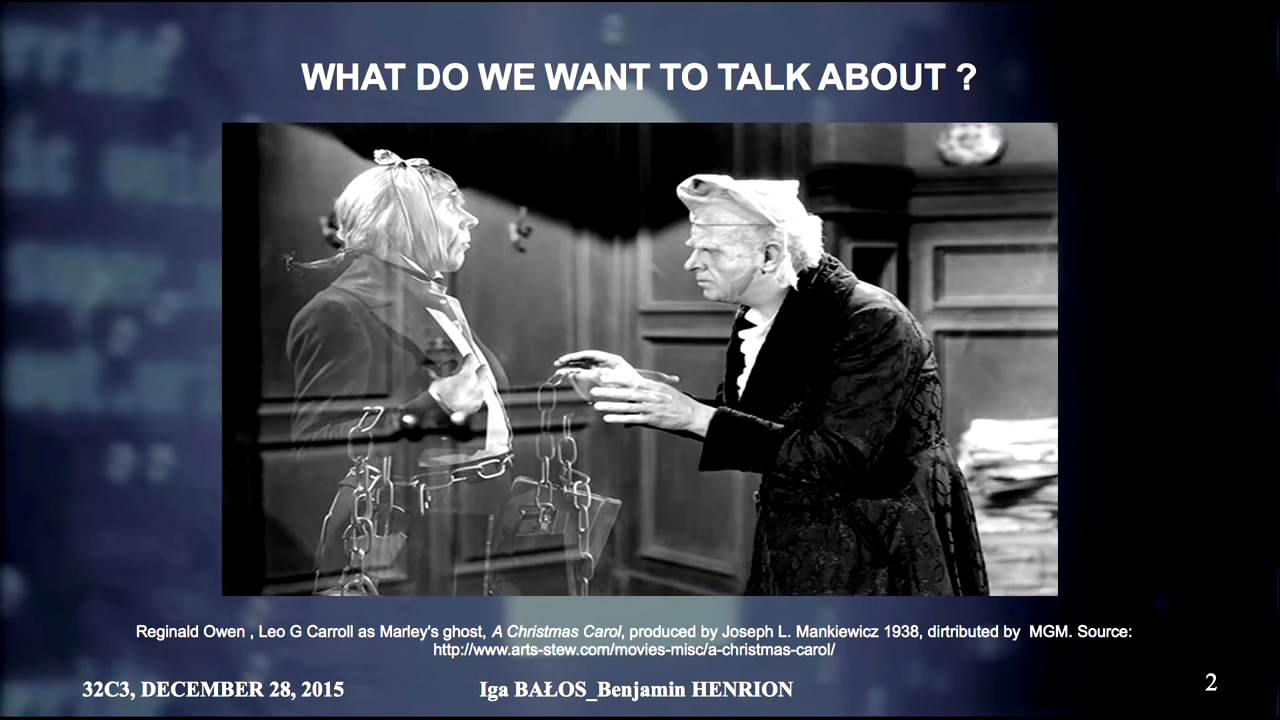 WHAT DO WE WANT TO TALK ABOUT ?
Reginald Owen , Leo G Carroll as Marley's ghost, A Christmas Carol, produced by Joseph L. Mankiewicz 1938, dirtributed by MGM. Source:
http://www.arts-stew.com/movies-misc/a-christmas-carol/
32C3, DECEMBER 28, 2015
Iga BAŁOS_Benjamin HENRION
2